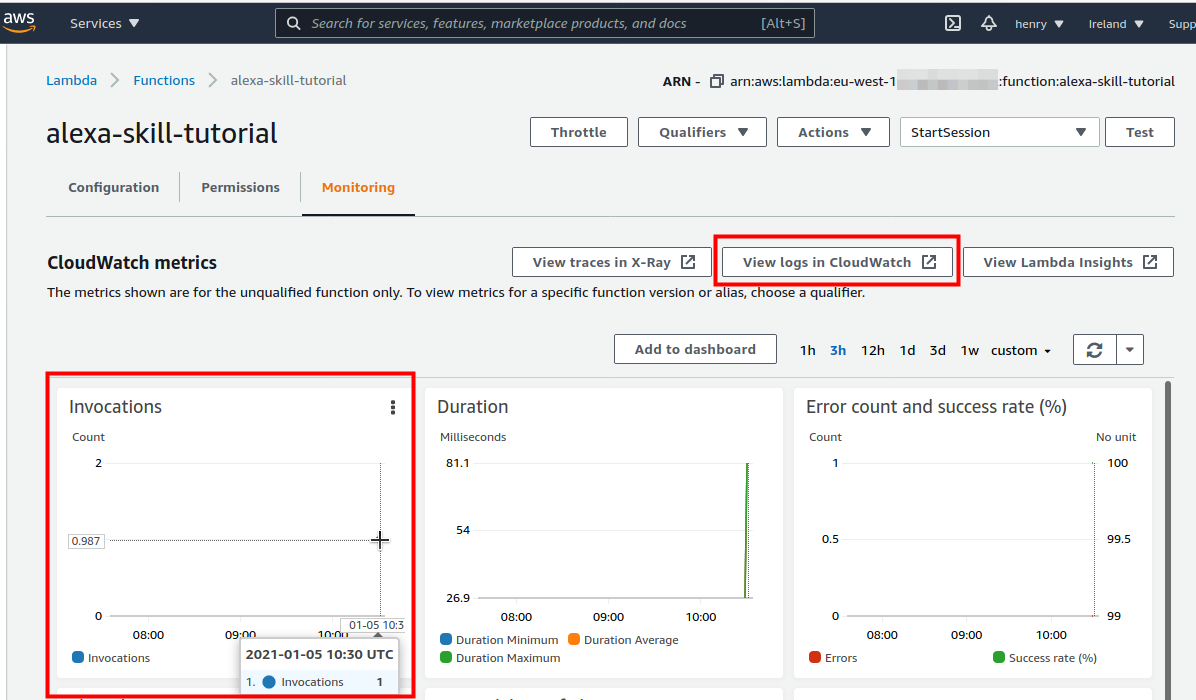 aws Services Search for services, features, marketplace products, and docs [Alt+S] henry Ireland Supp
Lambda Functions alexa-skill-tutorial
ARN - arn:aws:lambda:eu-west-1 :function:alexa-skill-tutorial
alexa-skill-tutorial
Throttle Qualifiers Actions StartSession Test
Configuration Permissions Monitoring
CloudWatch metrics
View traces in X-Ray View logs in CloudWatch View Lambda Insights
The metrics shown are for the unqualified function only. To view metrics for a specific function version or alias, choose a qualifier.
Add to dashboard 1h 3h 12h 1d 3d 1w custom
Invocations
Count
2
0.987
0
08:00 09:00 10:00
01-05 10:3
Invocations
2021-01-05 10:30 UTC
1. Invocations 1
Duration
Milliseconds
81.1
54
26.9
08:00 09:00 10:00
Duration Minimum Duration Average
Duration Maximum
Error count and success rate (%)
Count No unit
1 100
0.5 99.5
0 99
08:00 09:00 10:00
Errors Success rate (%)